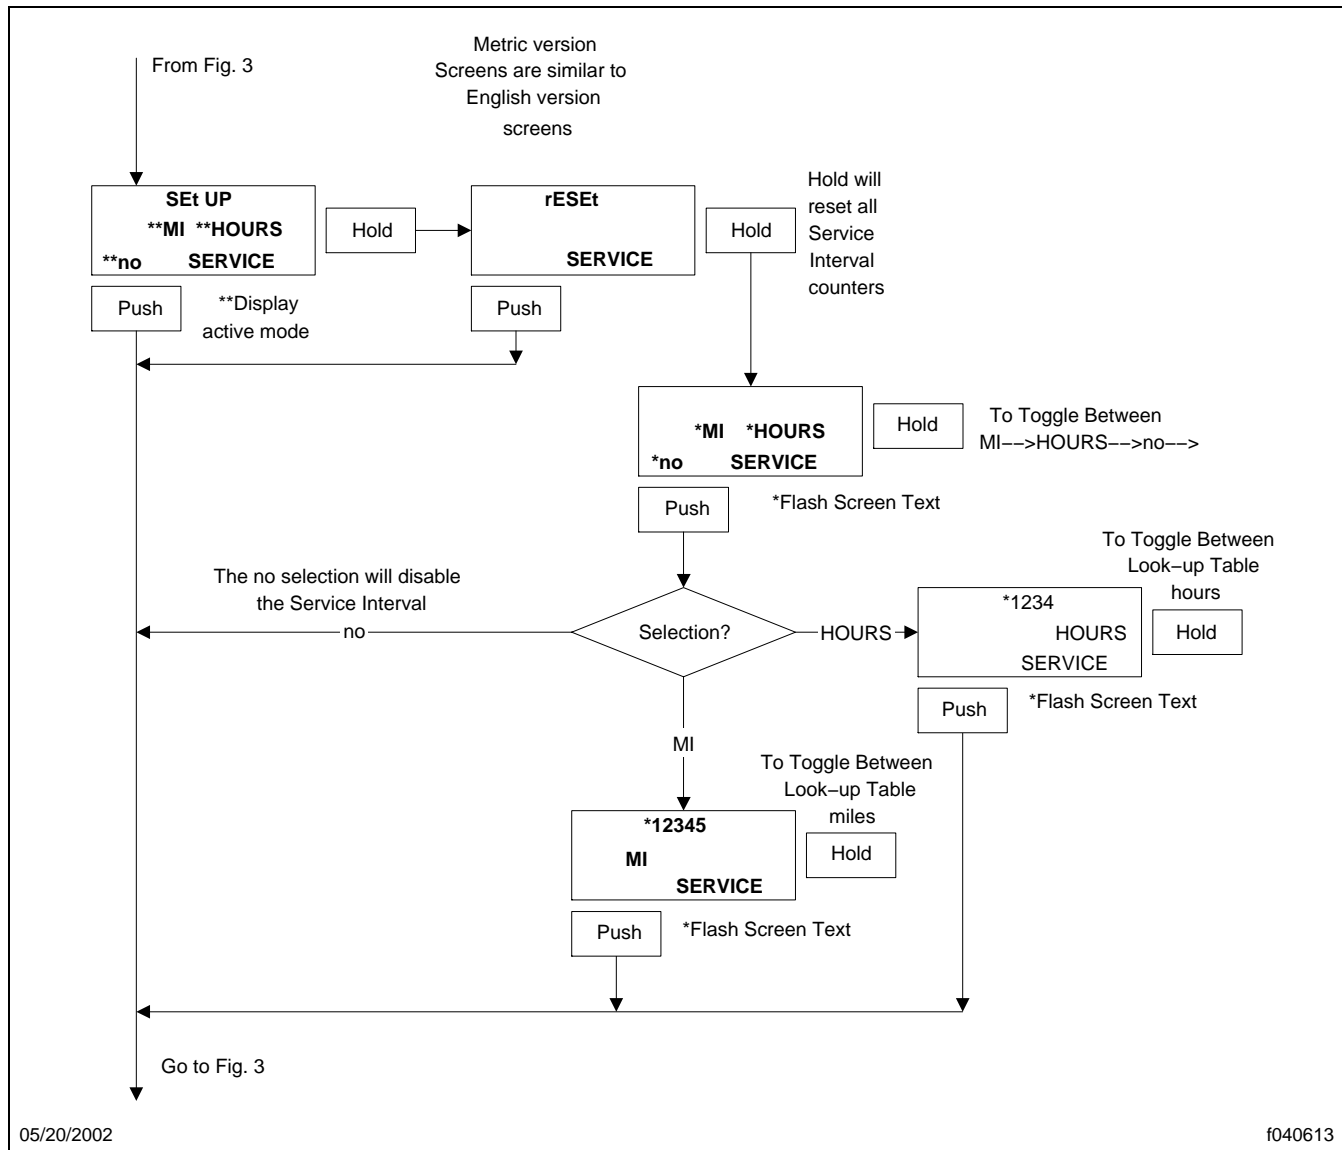 From Fig. 3
Metric version
Screens are similar to
English version
screens
SEt UP
**MI **HOURS
**no SERVICE
Hold
rESEt
SERVICE
Hold
Hold will
reset all
Service
Interval
counters
Push
**Display
active mode
Push
*MI *HOURS
*no SERVICE
Hold
To Toggle Between
MI−−>HOURS−−>no−−>
Push
*Flash Screen Text
The no selection will disable
the Service Interval
no
Selection?
HOURS
To Toggle Between
Look−up Table
hours
*1234
HOURS
SERVICE
Hold
Push
*Flash Screen Text
MI
To Toggle Between
Look−up Table
miles
*12345
MI
SERVICE
Hold
Push
*Flash Screen Text
Go to Fig. 3
05/20/2002
f040613